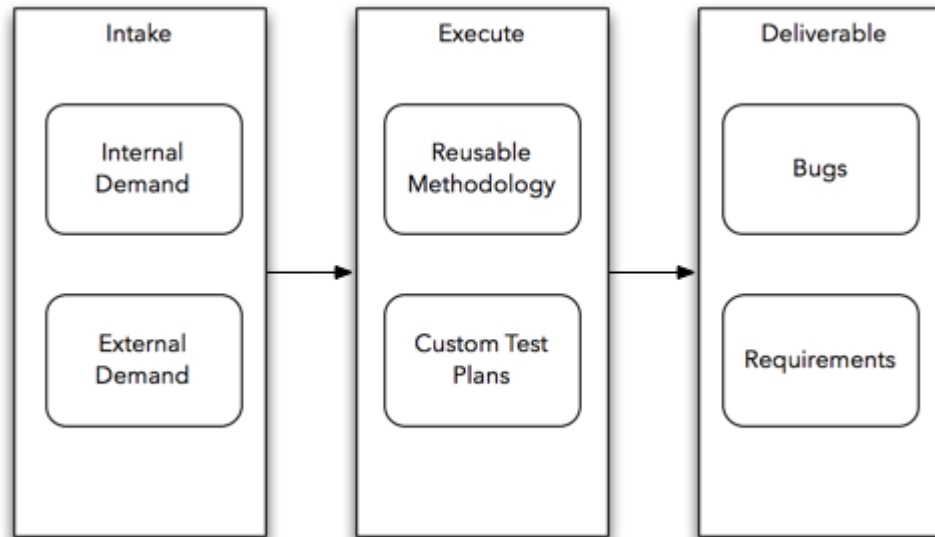 Intake
Internal
Demand
External
Demand
Execute
Reusable
Methodology
Custom Test
Plans
Deliverable
Bugs
Requirements